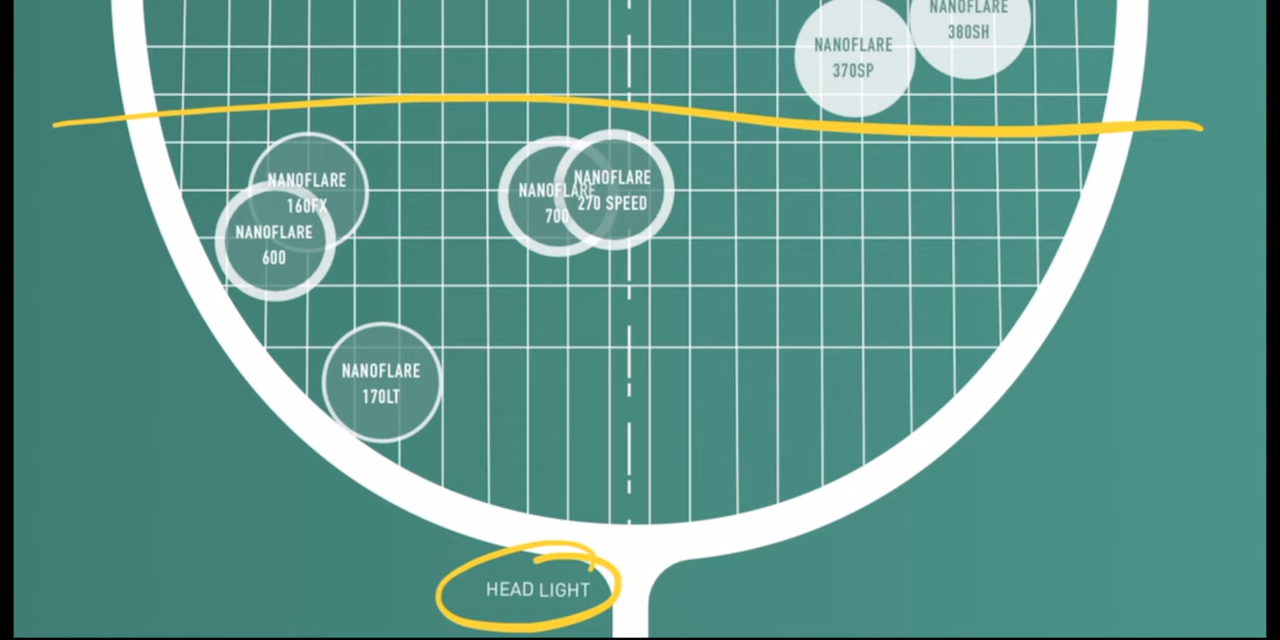 NANOFLARE
380SH
NANOFLARE
370SP
NANOFLARE
160FX
NANOFLARE
600
NANOFLARE
700
NANOFLARE
270 SPEED
NANOFLARE
170LT
HEAD LIGHT